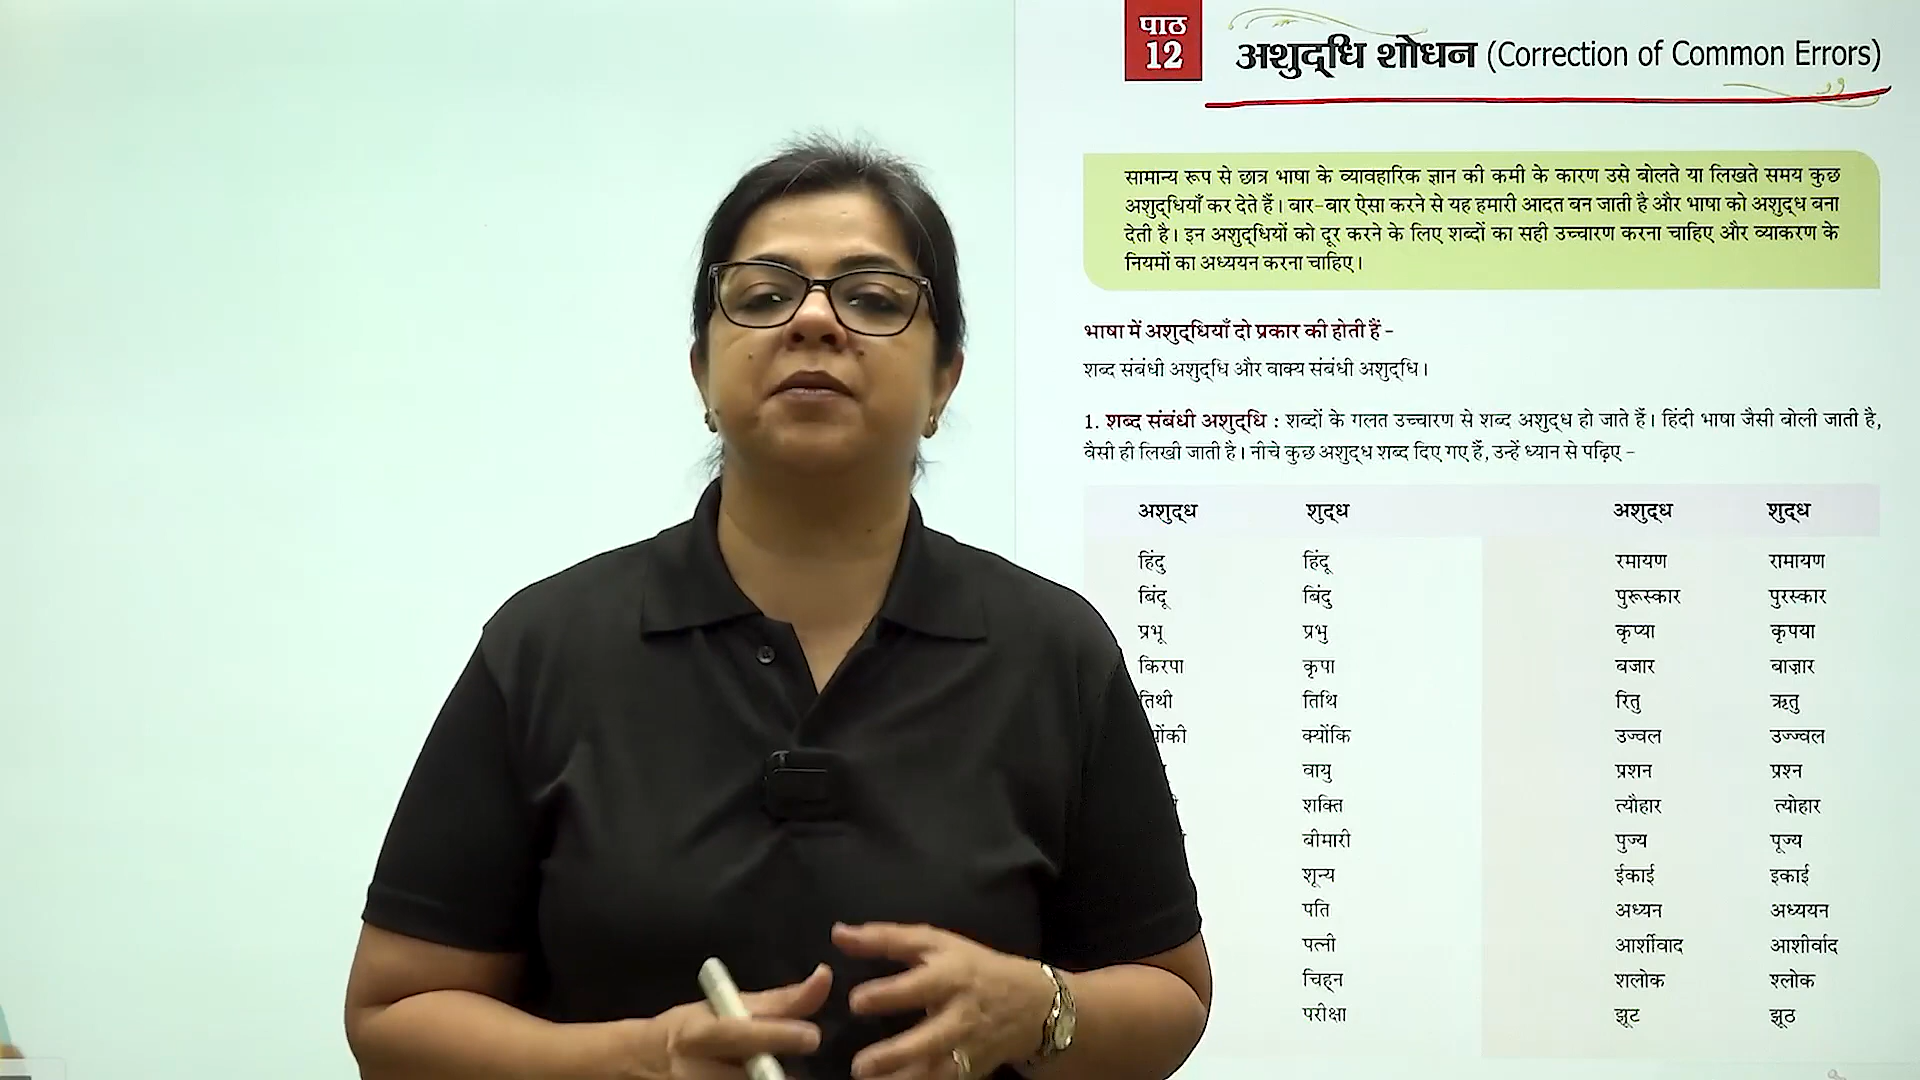 पाठ
12
अशुद्धि शोधन (Correction of Common Errors)
सामान्य रूप से छात्र भाषा के व्यावहारिक ज्ञान की कमी के कारण उसे बोलते या लिखते समय कुछ
अशुद्धियाँ कर देते हैं। बार-बार ऐसा करने से यह हमारी आदत बन जाती है और भाषा को अशुद्ध बना
देती है। इन अशुद्धियों को दूर करने के लिए शब्दों का सही उच्चारण करना चाहिए और व्याकरण के
नियमों का अध्ययन करना चाहिए।
भाषा में अशुद्धियाँ दो प्रकार की होती हैं -
शब्द संबंधी अशुद्धि और वाक्य संबंधी अशुद्धि।
1. शब्द संबंधी अशुद्धि : शब्दों के गलत उच्चारण से शब्द अशुद्ध हो जाते हैं। हिंदी भाषा जैसी बोली जाती है,
वैसी ही लिखी जाती है। नीचे कुछ अशुद्ध शब्द दिए गए हैं, उन्हें ध्यान से पढ़िए -
अशुद्ध शुद्ध अशुद्ध शुद्ध
हिंदु हिंदू रमायण रामायण
बिंदू बिंदु पुरूस्कार पुरस्कार
प्रभू प्रभु कृप्या कृपया
किरपा कृपा बजार बाज़ार
तिथी तिथि रितु ऋतु
क्योंकि उज्वल उज्ज्वल
वायु प्रशन प्रश्न
शक्ति त्यौहार त्योहार
बीमारी पुज्य पूज्य
शून्य ईकाई इकाई
पति अध्यन अध्ययन
पत्नी आर्शीवाद आशीर्वाद
चिह्न शलोक श्लोक
परीक्षा झूट झूठ